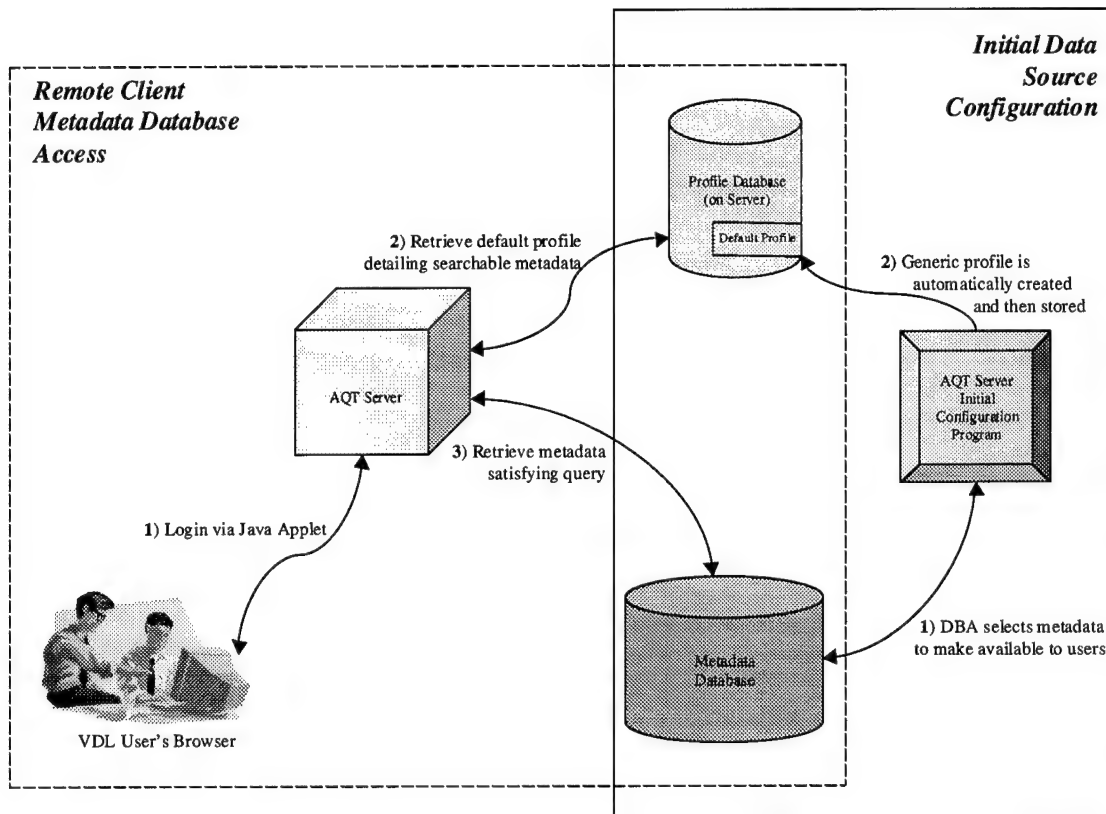 Initial Data
Source
Configuration
Remote Client
Metadata Database
Access
Profile Database
(on Server)
Default Profile
2) Retrieve default profile
detailing searchable metadata
2) Generic profile is
automatically created
and then stored
AQT Server
AQT Server
Initial
Configuration
Program
3) Retrieve metadata
satisfying query
1) Login via Java Applet
1) DBA selects metadata
to make available to users
Metadata
Database
VDL User's Browser